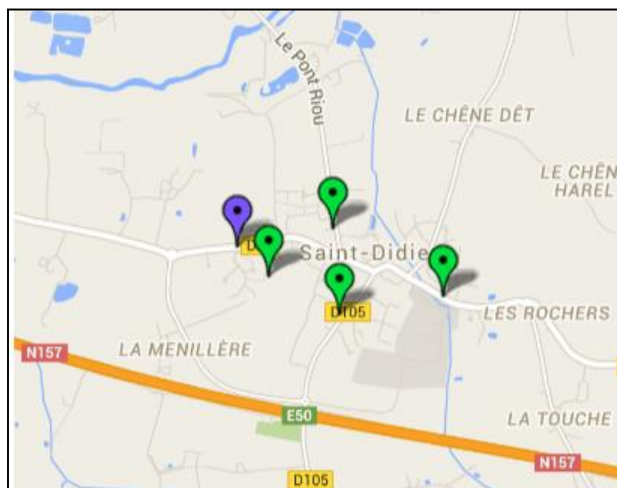 Le Pont Riou
LE CHÊNE DÊT
LE CHÊN
HAREL
Saint-Didie
D105
LES ROCHERS
LA MENILLÈRE
N157
E50
LA TOUCHE
N157
D105